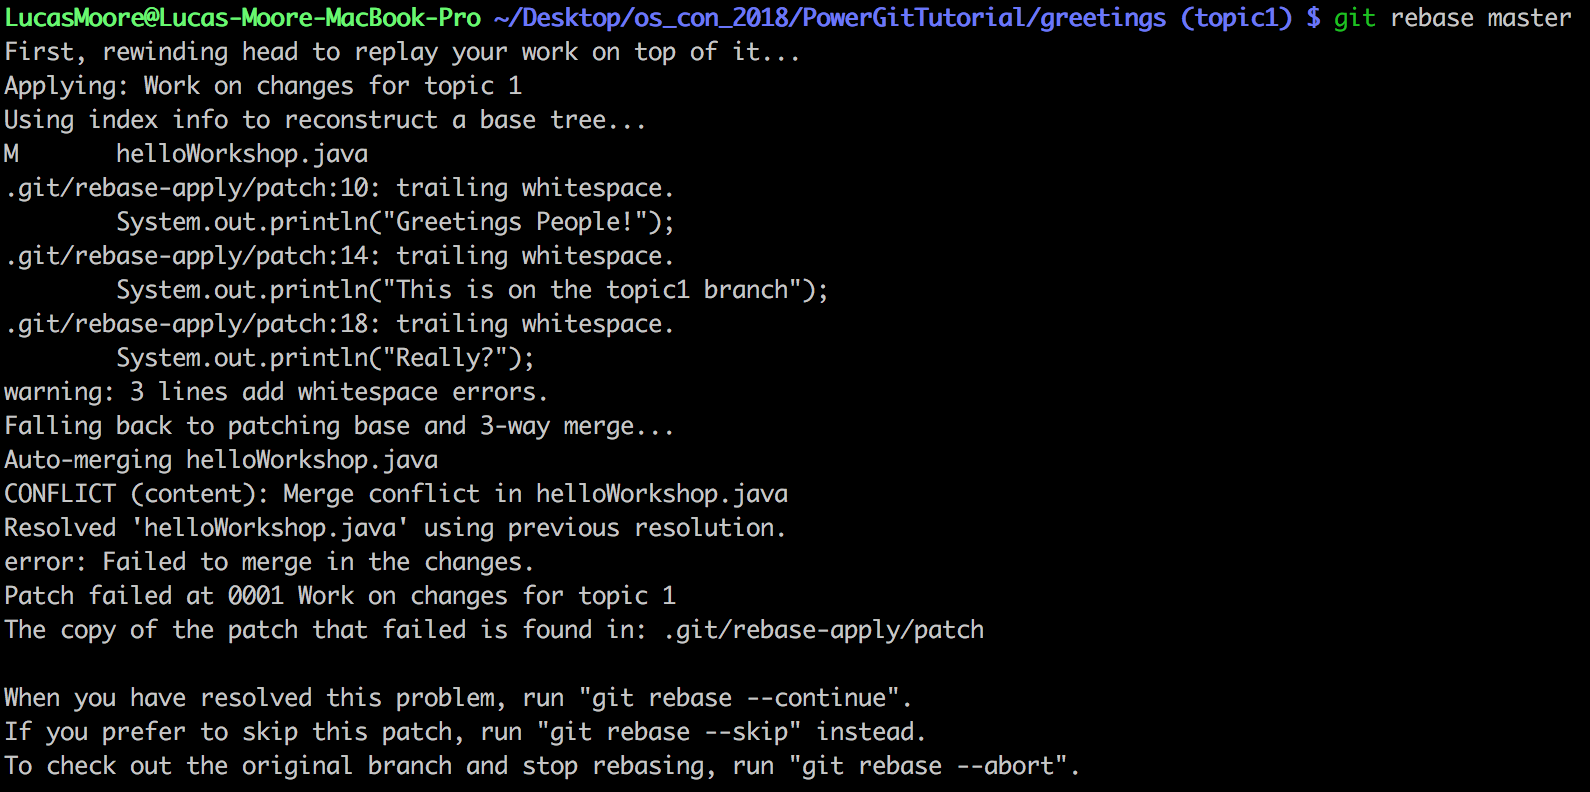 LucasMoore@Lucas-Moore-MacBook-Pro ~/Desktop/os_con_2018/PowerGitTutorial/greetings (topic1) $ git rebase master
First, rewinding head to replay your work on top of it...
Applying: Work on changes for topic 1
Using index info to reconstruct a base tree...
M       helloWorkshop.java
.git/rebase-apply/patch:10: trailing whitespace.
        System.out.println("Greetings People!");
.git/rebase-apply/patch:14: trailing whitespace.
        System.out.println("This is on the topic1 branch");
.git/rebase-apply/patch:18: trailing whitespace.
        System.out.println("Really?");
warning: 3 lines add whitespace errors.
Falling back to patching base and 3-way merge...
Auto-merging helloWorkshop.java
CONFLICT (content): Merge conflict in helloWorkshop.java
Resolved 'helloWorkshop.java' using previous resolution.
error: Failed to merge in the changes.
Patch failed at 0001 Work on changes for topic 1
The copy of the patch that failed is found in: .git/rebase-apply/patch

When you have resolved this problem, run "git rebase --continue".
If you prefer to skip this patch, run "git rebase --skip" instead.
To check out the original branch and stop rebasing, run "git rebase --abort".